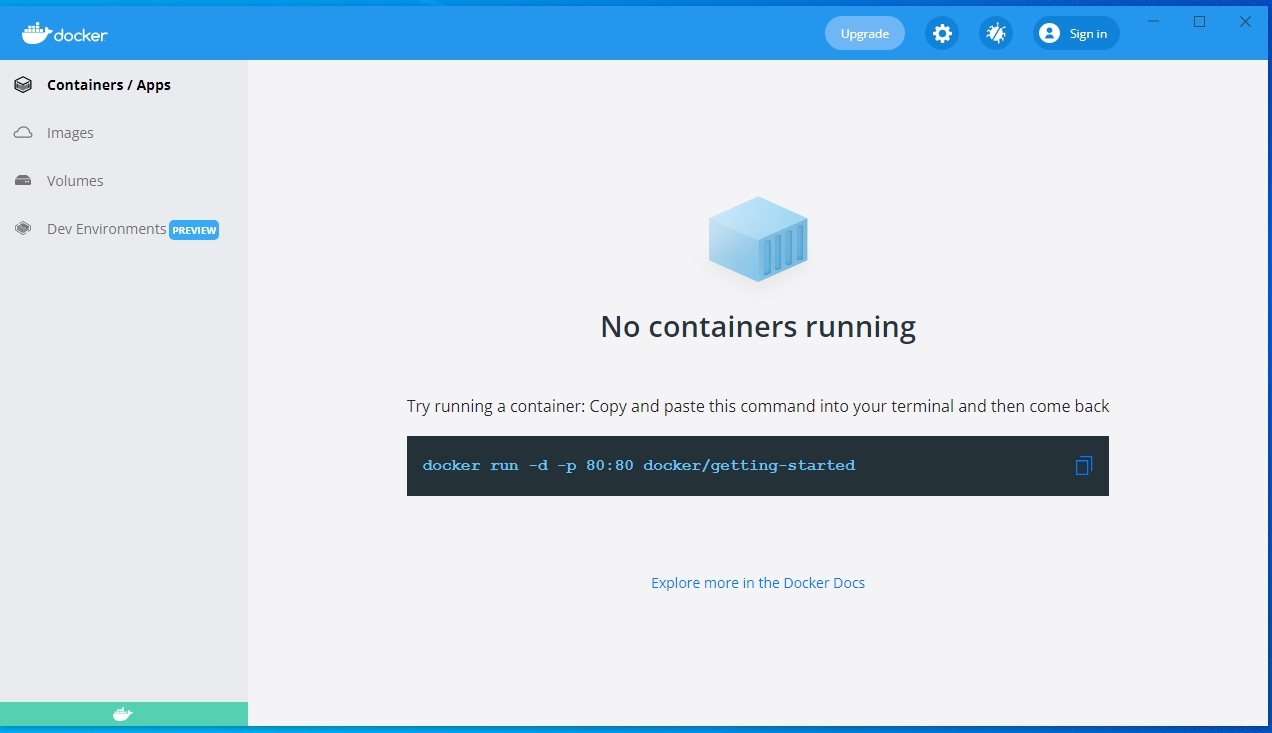 docker
Upgrade
Sign in
Containers / Apps
Images
Volumes
Dev Environments PREVIEW
No containers running
Try running a container: Copy and paste this command into your terminal and then come back
docker run -d -p 80:80 docker/getting-started
Explore more in the Docker Docs